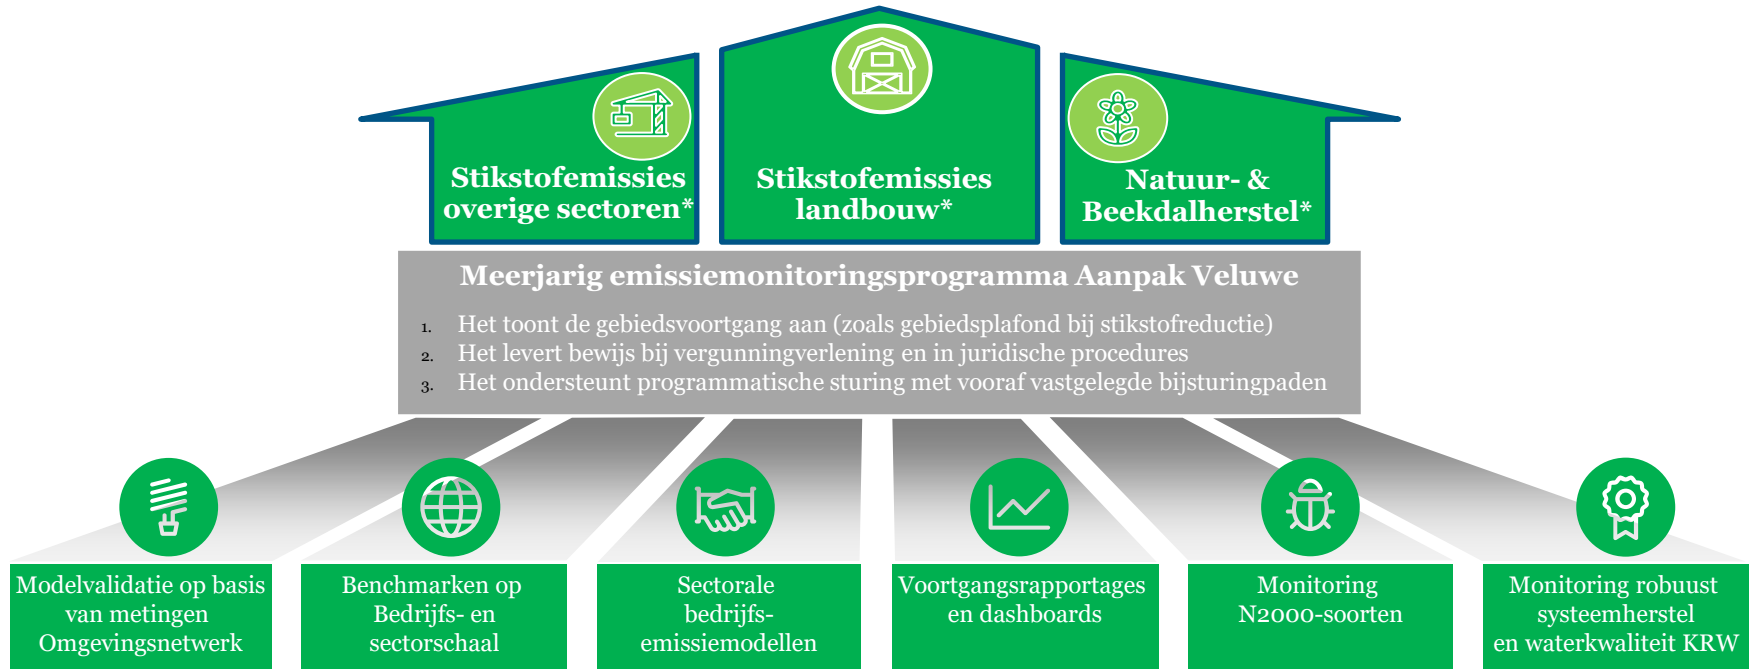 Stikstofemissies
overige sectoren*
Stikstofemissies
landbouw*
Natuur- &
Beekdalherstel*
Meerjarig emissiemonitoringsprogramma Aanpak Veluwe
1. Het toont de gebiedsvoortgang aan (zoals gebiedsplafond bij stikstofreductie)
2. Het levert bewijs bij vergunningverlening en in juridische procedures
3. Het ondersteunt programmatische sturing met vooraf vastgelegde bijsturingpaden
Modelvalidatie op basis
van metingen
Omgevingsnetwerk
Benchmarken op
Bedrijfs- en
sectorschaal
Sectorale
bedrijfs-
emissiemodellen
Voortgangsrapportages
en dashboards
Monitoring
N2000-soorten
Monitoring robuust
systeemherstel
en waterkwaliteit KRW